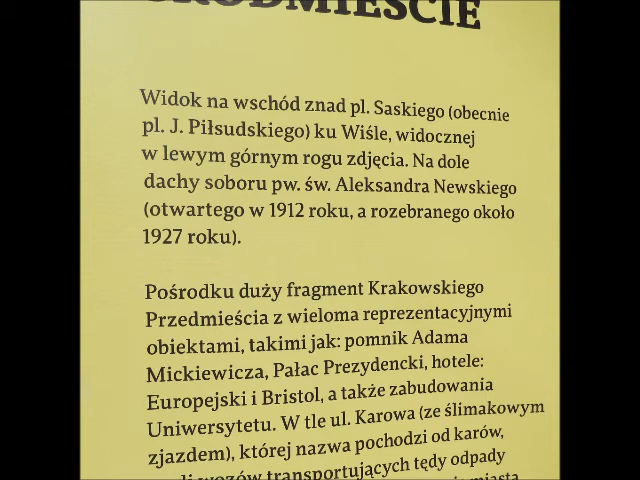 ŚRÓDMIEŚCIE
Widok na wschód znad pl. Saskiego (obecnie
pl. J. Piłsudskiego) ku Wiśle, widocznej
w lewym górnym rogu zdjęcia. Na dole
dachy soboru pw. św. Aleksandra Newskiego
(otwartego w 1912 roku, a rozebranego około
1927 roku).
Pośrodku duży fragment Krakowskiego
Przedmieścia z wieloma reprezentacyjnymi
obiektami, takimi jak: pomnik Adama
Mickiewicza, Pałac Prezydencki, hotele:
Europejski i Bristol, a także zabudowania
Uniwersytetu. W tle ul. Karowa (ze ślimakowym
zjazdem), której nazwa pochodzi od karów,
wozów transportujących tędy odpady
miasta